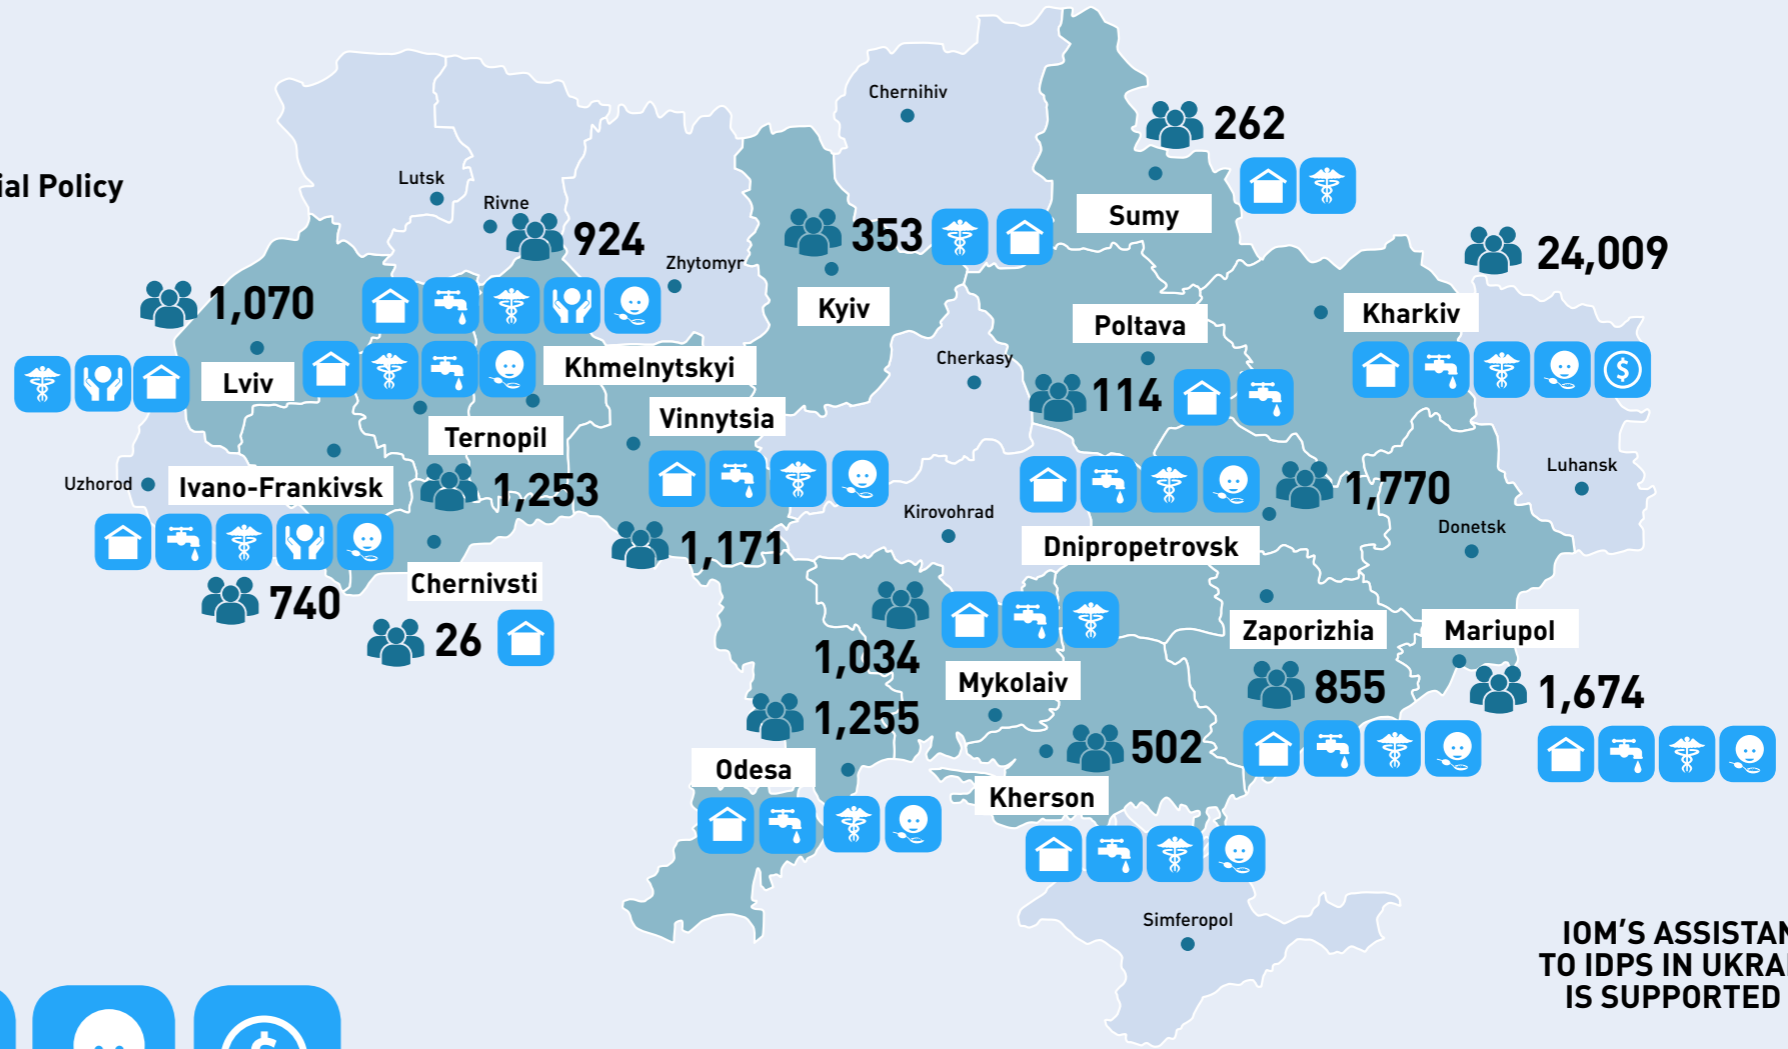 Chernihiv
262
ial Policy
Lutsk
Rivne
Sumy
924
353
24,009
Zhytomyr
1,070
Kyiv
Kharkiv
Poltava
Cherkasy
Khmelnytskyi
Lviv
114
Vinnytsia
Ternopil
Luhansk
Uzhorod
Ivano-Frankivsk
1,253
1,770
Kirovohrad
Donetsk
1,171
Dnipropetrovsk
Chernivsti
740
26
Zaporizhia
Mariupol
1,034
Mykolaiv
855
1,674
1,255
502
Odesa
Kherson
Simferopol
IOM'S ASSISTAN
TO IDPS IN UKRAI
IS SUPPORTED